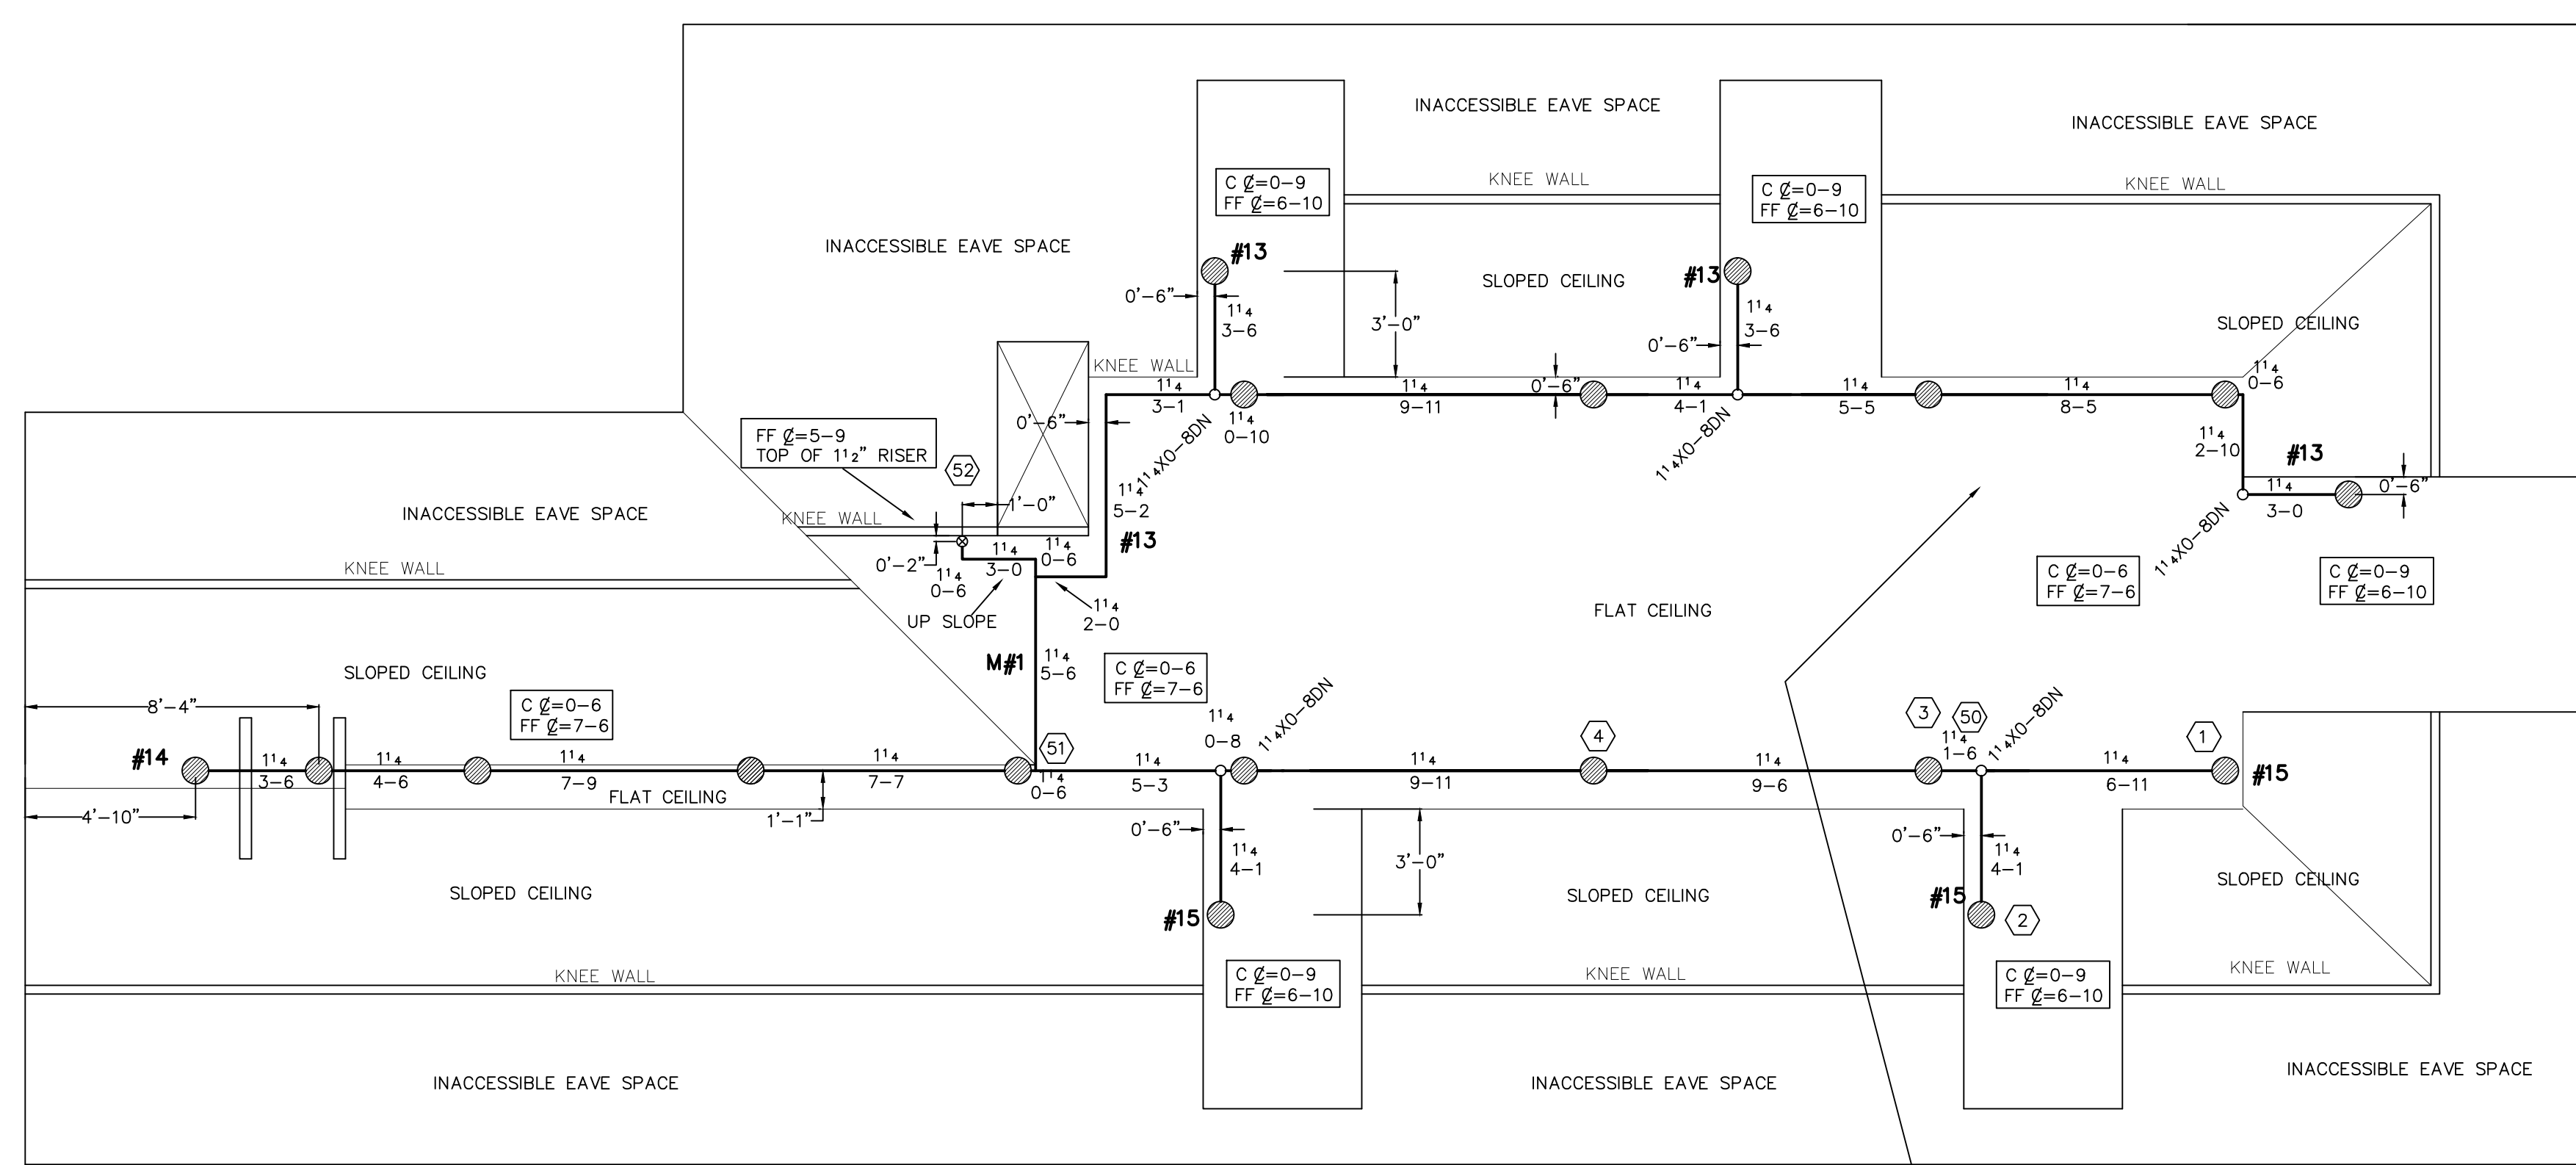 INACCESSIBLE EAVE SPACE
INACCESSIBLE EAVE SPACE
KNEE WALL
KNEE WALL
C ⅊=0-9
FF ⅊=6-10
C ⅊=0-9
FF ⅊=6-10
INACCESSIBLE EAVE SPACE
#13
#13
SLOPED CEILING
0'-6"
1¹4
3-6
3'-0"
1¹4
3-6
0'-6"
SLOPED CEILING
KNEE WALL
1¹4
3-1
1¹4
9-11
0'-6"
1¹4
4-1
1¹4
5-5
1¹4
8-5
1¹4
0-6
0'-6"
1¹4
0-10
1¹4X0-8DN
1¹4X0-8DN
1¹4
2-10
#13
FF ⅊=5-9
TOP OF 1¹2" RISER
52
1¹4
5-2
1¹4
3-0
0'-6"
1'-0"
INACCESSIBLE EAVE SPACE
KNEE WALL
#13
1¹4X0-8DN
0'-2"
1¹4
3-0
1¹4
0-6
1¹4
0-6
KNEE WALL
C ⅊=0-6
FF ⅊=7-6
C ⅊=0-9
FF ⅊=6-10
1¹4
2-0
UP SLOPE
FLAT CEILING
SLOPED CEILING
M#1
1¹4
5-6
C ⅊=0-6
FF ⅊=7-6
8'-4"
C ⅊=0-6
FF ⅊=7-6
1¹4
0-8
1¹4X0-8DN
3
50
1¹4X0-8DN
4
1
51
#14
1¹4
3-6
1¹4
4-6
1¹4
7-9
1¹4
7-7
1¹4
0-6
1¹4
5-3
1¹4
9-11
1¹4
9-6
1¹4
1-6
1¹4
6-11
#15
FLAT CEILING
4'-10"
1'-1"
0'-6"
1¹4
4-1
3'-0"
0'-6"
1¹4
4-1
SLOPED CEILING
SLOPED CEILING
SLOPED CEILING
#15
#15
2
KNEE WALL
C ⅊=0-9
FF ⅊=6-10
KNEE WALL
C ⅊=0-9
FF ⅊=6-10
KNEE WALL
INACCESSIBLE EAVE SPACE
INACCESSIBLE EAVE SPACE
INACCESSIBLE EAVE SPACE